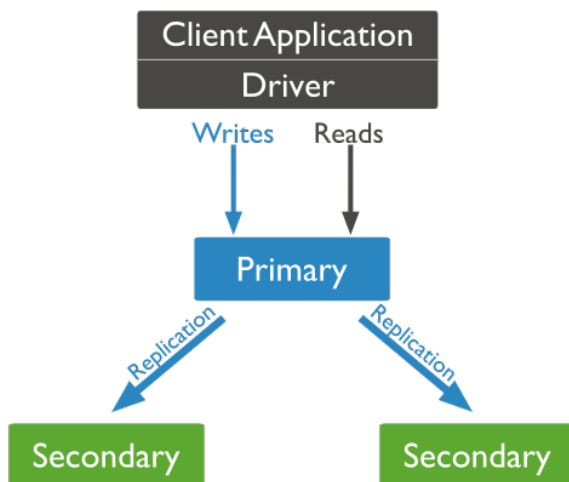 Client Application
Driver
Writes Reads
Primary
Replication Replication
Secondary Secondary